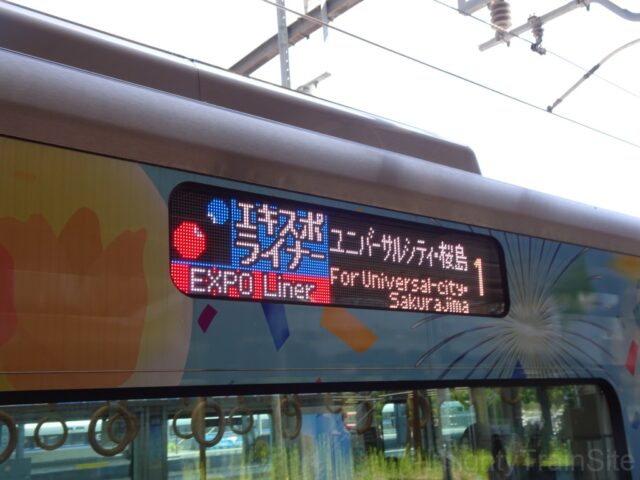 エキスポ
ライナー
EXPO Liner
ユニバーサルシティ・桜島
For Universal-city・
Sakurajima
1
MightyTrainSite